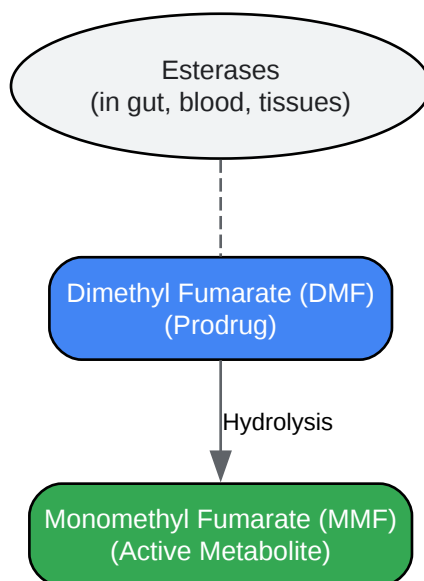 Esterases
(in gut, blood, tissues)
Dimethyl Fumarate (DMF)
(Prodrug)
Hydrolysis
Monomethyl Fumarate (MMF)
(Active Metabolite)